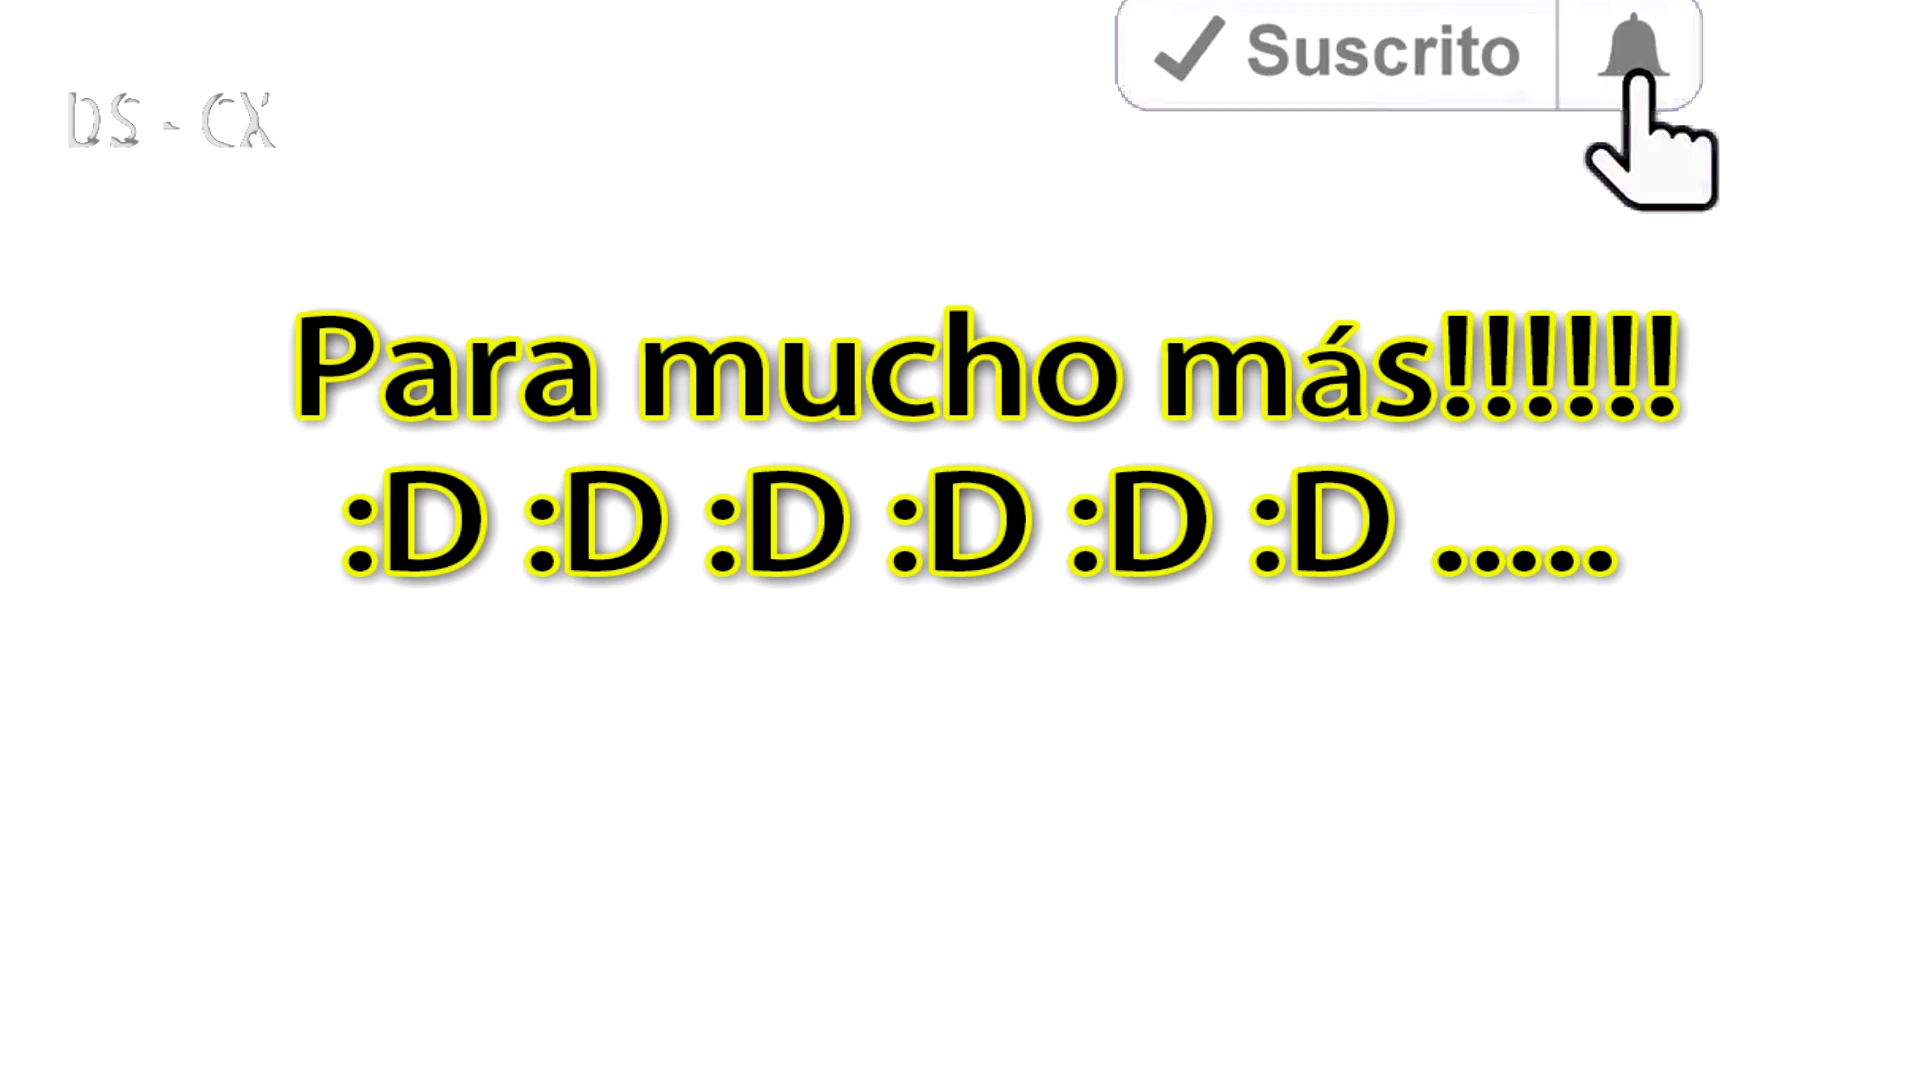 Suscrito
DS - CX
Para mucho más!!!!!!
:D :D :D :D :D :D .....